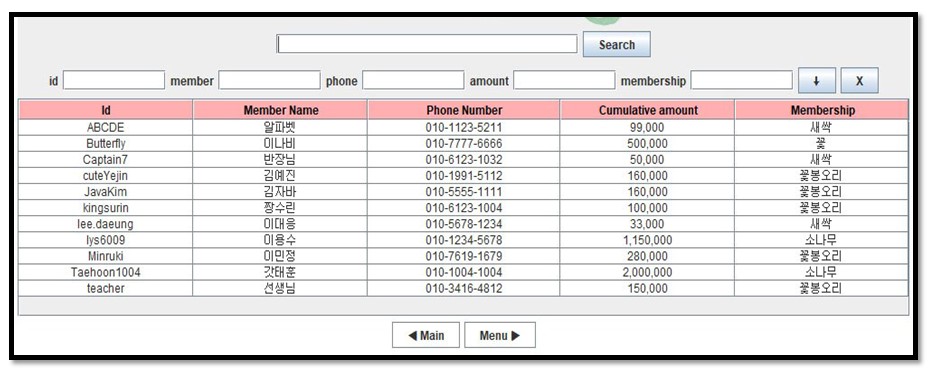 Search
id member phone amount membership ↓ X
Id Member Name Phone Number Cumulative amount Membership
ABCDE 알파벳 010-1123-5211 99,000 새싹
Butterfly 이나비 010-7777-6666 500,000 꽃
Captain7 반장님 010-6123-1032 50,000 새싹
cuteYejin 김예진 010-1991-5112 160,000 꽃봉오리
JavaKim 김자바 010-5555-1111 160,000 꽃봉오리
kingsurin 짱수린 010-6123-1004 100,000 꽃봉오리
lee.daeung 이대웅 010-5678-1234 33,000 새싹
lys6009 이용수 010-1234-5678 1,150,000 소나무
Minruki 이민정 010-7619-1679 280,000 꽃봉오리
Taehoon1004 갓태훈 010-1004-1004 2,000,000 소나무
teacher 선생님 010-3416-4812 150,000 꽃봉오리
◀ Main Menu ▶